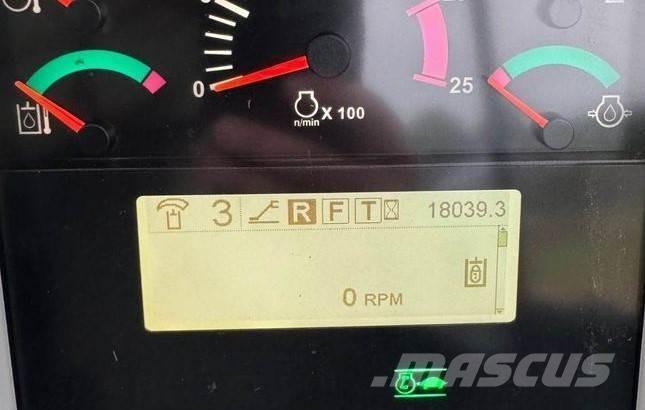 0
25
n/min
X 100
3 R F T 18039.3
0 RPM
MASCUS